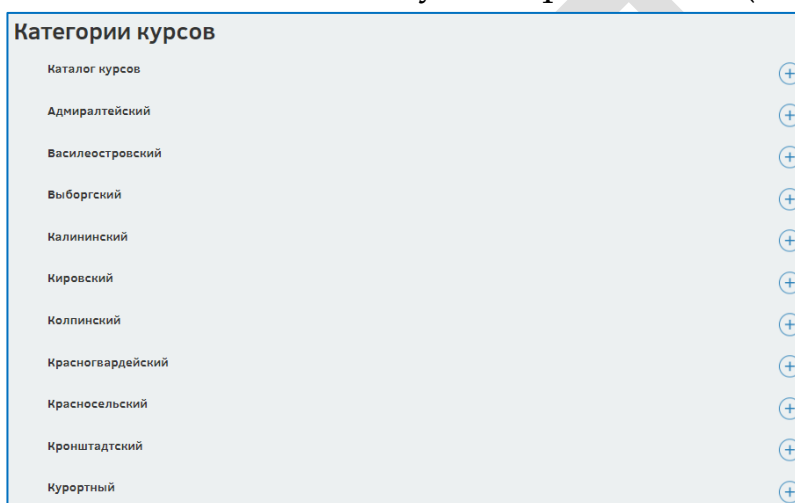 Категории курсов
Каталог курсов
Адмиралтейский
Василеостровский
Выборгский
Калининский
Кировский
Колпинский
Красногвардейский
Красносельский
Кронштадтский
Курортный